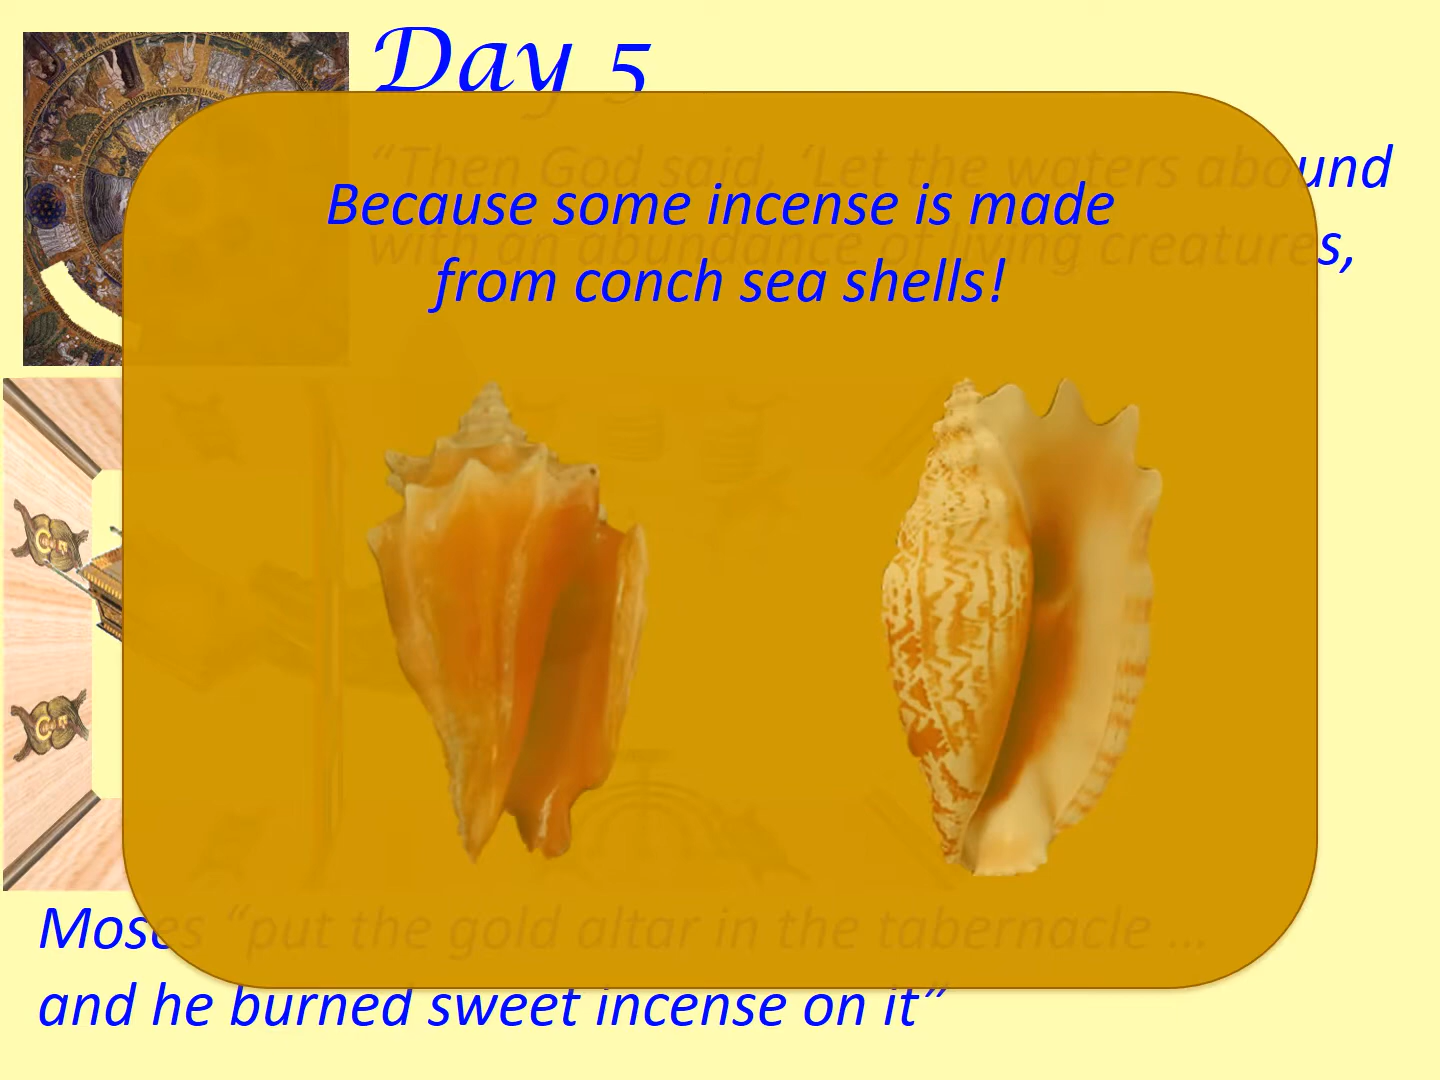 Day 5
“Then God said, ‘Let the waters abound
with an abundance of living creatures,
Because some incense is made
from conch sea shells!
Moses “put the gold altar in the tabernacle ...
and he burned sweet incense on it”